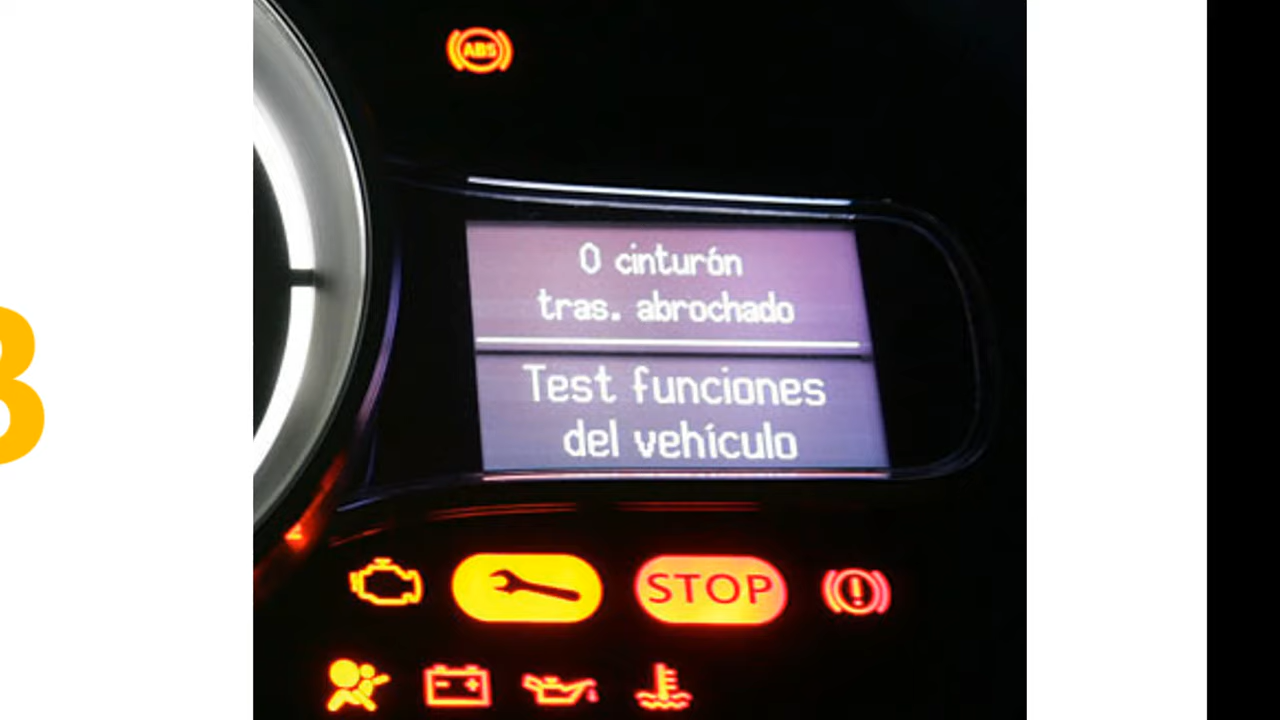 ABS
0 cinturón
tras. abrochado
Test funciones
del vehículo
STOP